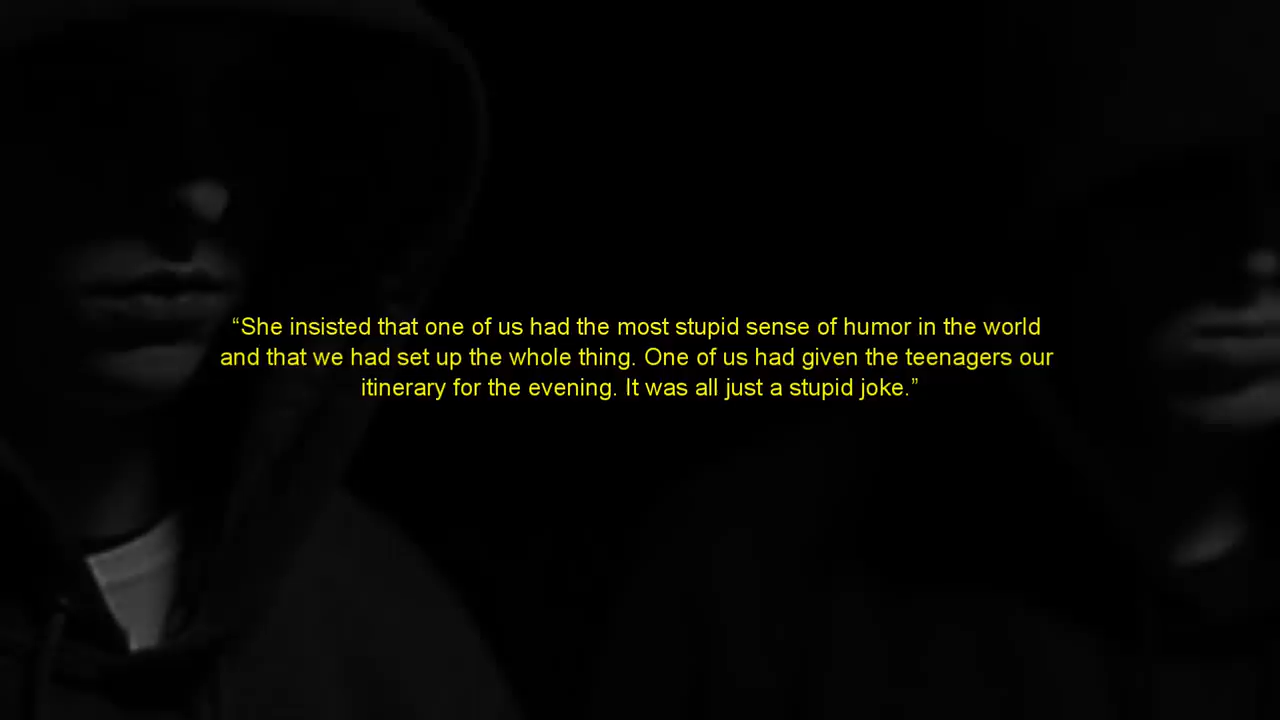 “She insisted that one of us had the most stupid sense of humor in the world
and that we had set up the whole thing. One of us had given the teenagers our
itinerary for the evening. It was all just a stupid joke.”